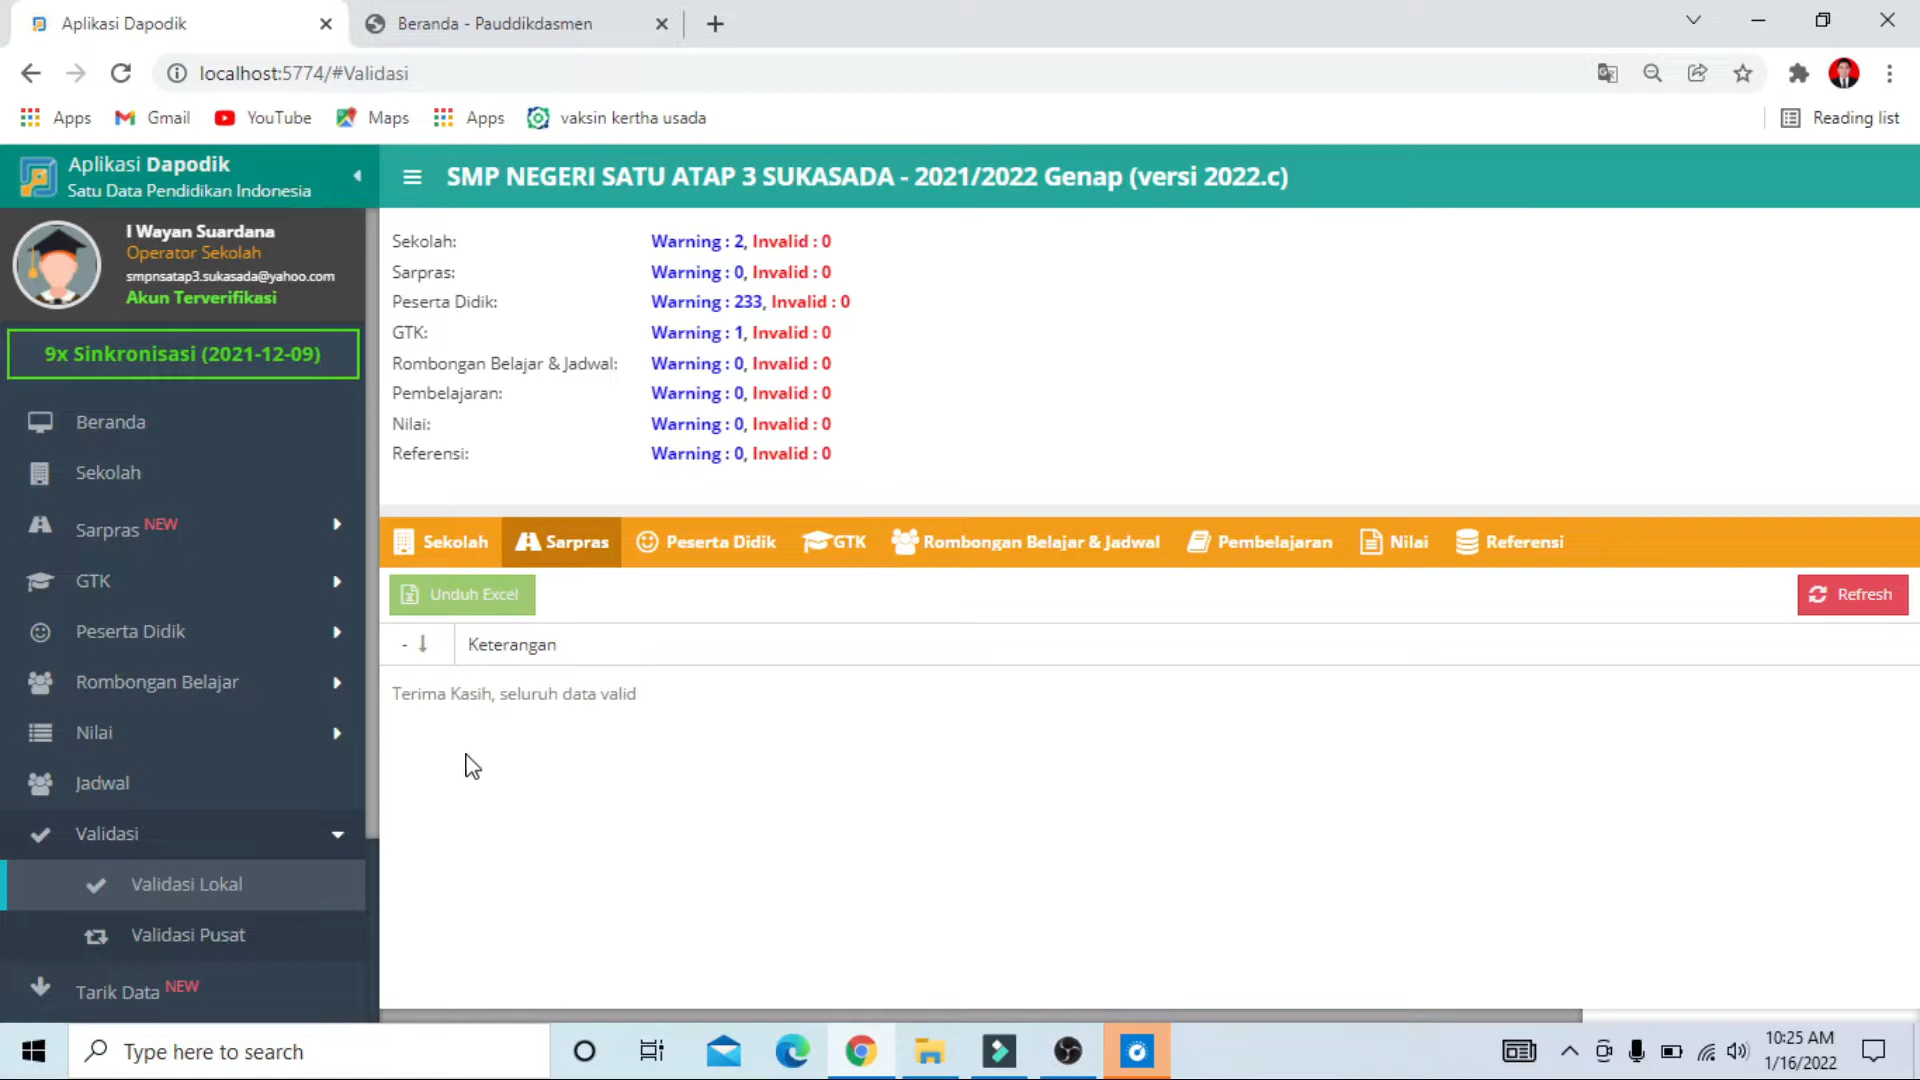 Aplikasi Dapodik
Beranda - Pauddikdasmen
localhost:5774/#Validasi
Apps
Gmail
YouTube
Maps
Apps
vaksin kertha usada
Reading list
Aplikasi Dapodik
Satu Data Pendidikan Indonesia
SMP NEGERI SATU ATAP 3 SUKASADA - 2021/2022 Genap (versi 2022.c)
I Wayan Suardana
Operator Sekolah
smpnsatap3.sukasada@yahoo.com
Akun Terverifikasi
9x Sinkronisasi (2021-12-09)
Beranda
Sekolah
Sarpras NEW
GTK
Peserta Didik
Rombongan Belajar
Nilai
Jadwal
Validasi
Validasi Lokal
Validasi Pusat
Tarik Data NEW
Sekolah: Warning : 2, Invalid : 0
Sarpras: Warning : 0, Invalid : 0
Peserta Didik: Warning : 233, Invalid : 0
GTK: Warning : 1, Invalid : 0
Rombongan Belajar & Jadwal: Warning : 0, Invalid : 0
Pembelajaran: Warning : 0, Invalid : 0
Nilai: Warning : 0, Invalid : 0
Referensi: Warning : 0, Invalid : 0
Sekolah
Sarpras
Peserta Didik
GTK
Rombongan Belajar & Jadwal
Pembelajaran
Nilai
Referensi
Unduh Excel
Refresh
- Keterangan
Terima Kasih, seluruh data valid
Type here to search
10:25 AM
1/16/2022